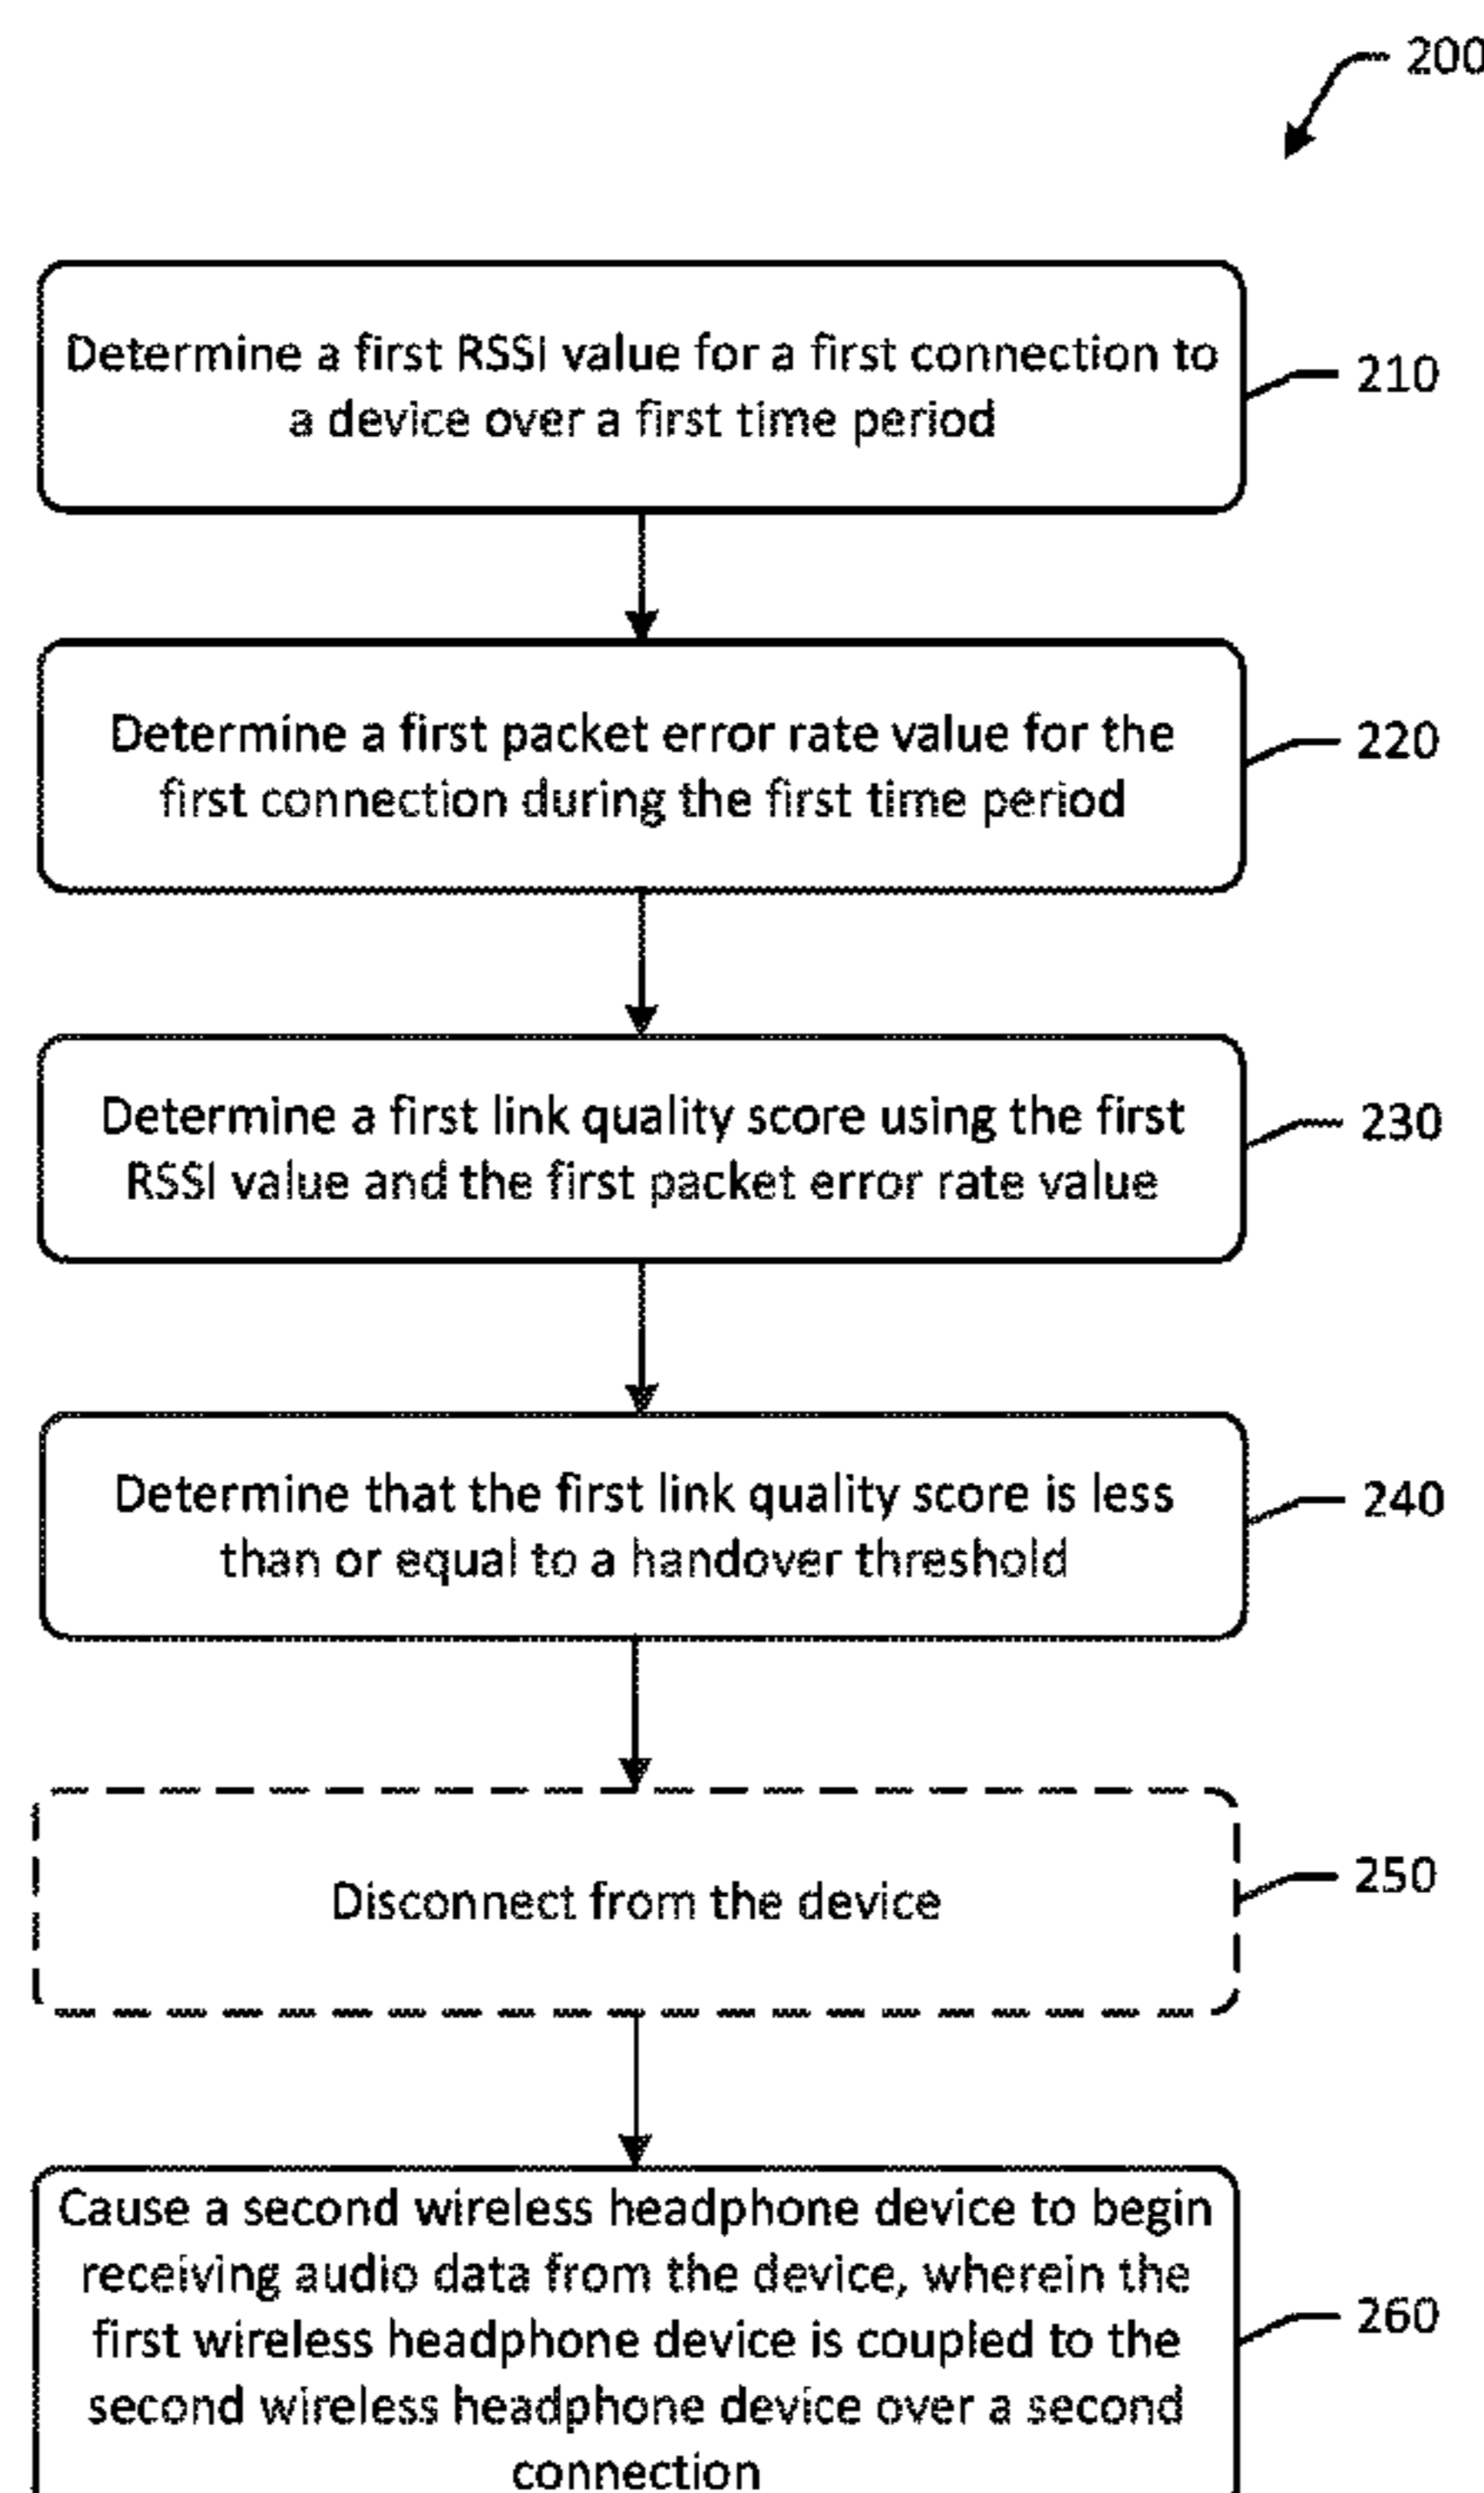 200
Determine a first RSSI value for a first connection to
a device over a first time period
210
Determine a first packet error rate value for the
first connection during the first time period
220
Determine a first link quality score using the first
RSSI value and the first packet error rate value
230
Determine that the first link quality score is less
than or equal to a handover threshold
240
Disconnect from the device
250
Cause a second wireless headphone device to begin
receiving audio data from the device, wherein the
first wireless headphone device is coupled to the
second wireless headphone device over a second
connection
260